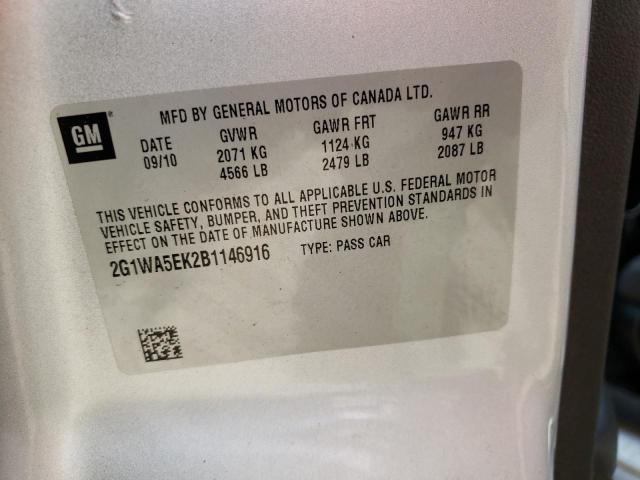 MFD BY GENERAL MOTORS OF CANADA LTD.
GM
DATE GVWR GAWR FRT GAWR RR
09/10 2071 KG 1124 KG 947 KG
4566 LB 2479 LB 2087 LB
THIS VEHICLE CONFORMS TO ALL APPLICABLE U.S. FEDERAL MOTOR
VEHICLE SAFETY, BUMPER, AND THEFT PREVENTION STANDARDS IN
EFFECT ON THE DATE OF MANUFACTURE SHOWN ABOVE.
2G1WA5EK2B1146916 TYPE: PASS CAR